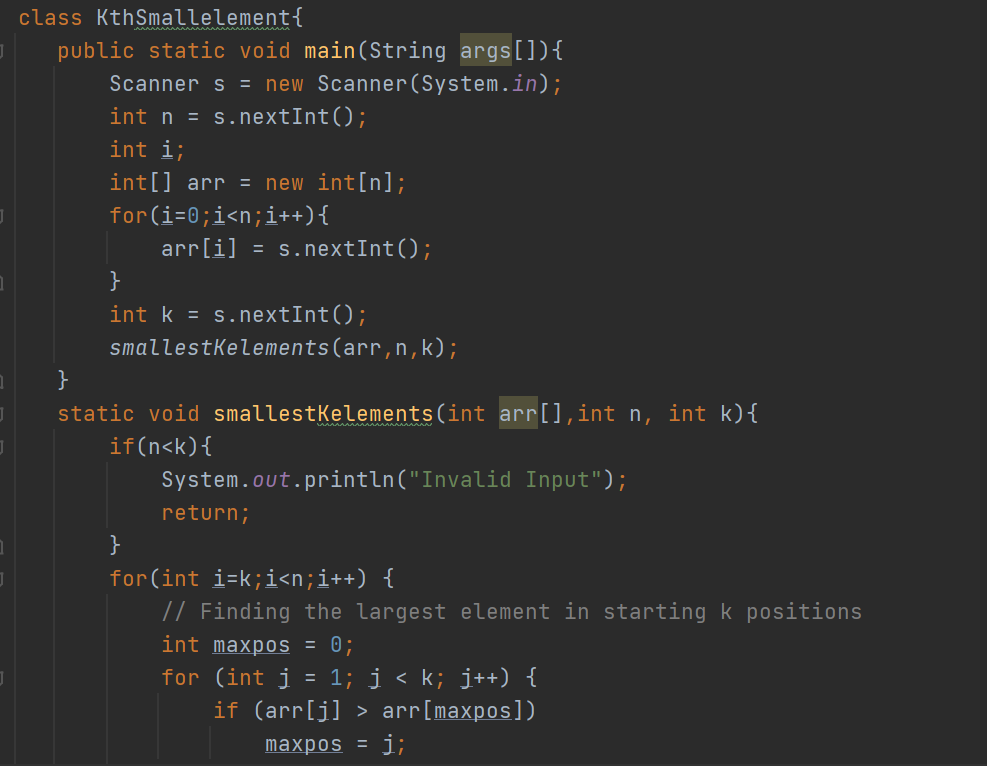 class KthSmallelement{
    public static void main(String args[]){
        Scanner s = new Scanner(System.in);
        int n = s.nextInt();
        int i;
        int[] arr = new int[n];
        for(i=0;i<n;i++){
            arr[i] = s.nextInt();
        }
        int k = s.nextInt();
        smallestKelements(arr,n,k);
    }
    static void smallestKelements(int arr[],int n, int k){
        if(n<k){
            System.out.println("Invalid Input");
            return;
        }
        for(int i=k;i<n;i++) {
            // Finding the largest element in starting k positions
            int maxpos = 0;
            for (int j = 1; j < k; j++) {
                if (arr[j] > arr[maxpos])
                    maxpos = j;